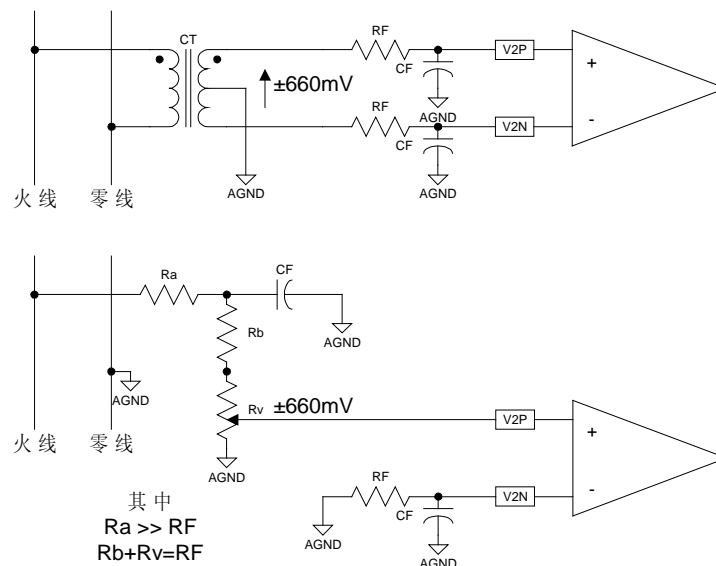 CT
RF
CF
V2P
+
±660mV
AGND
RF
CF
V2N
-
AGND
AGND
火线
零线
Ra
CF
AGND
Rb
AGND
Rv
±660mV
V2P
+
火线
零线
AGND
RF
CF
V2N
-
AGND
AGND
其中
Ra >> RF
Rb+Rv=RF